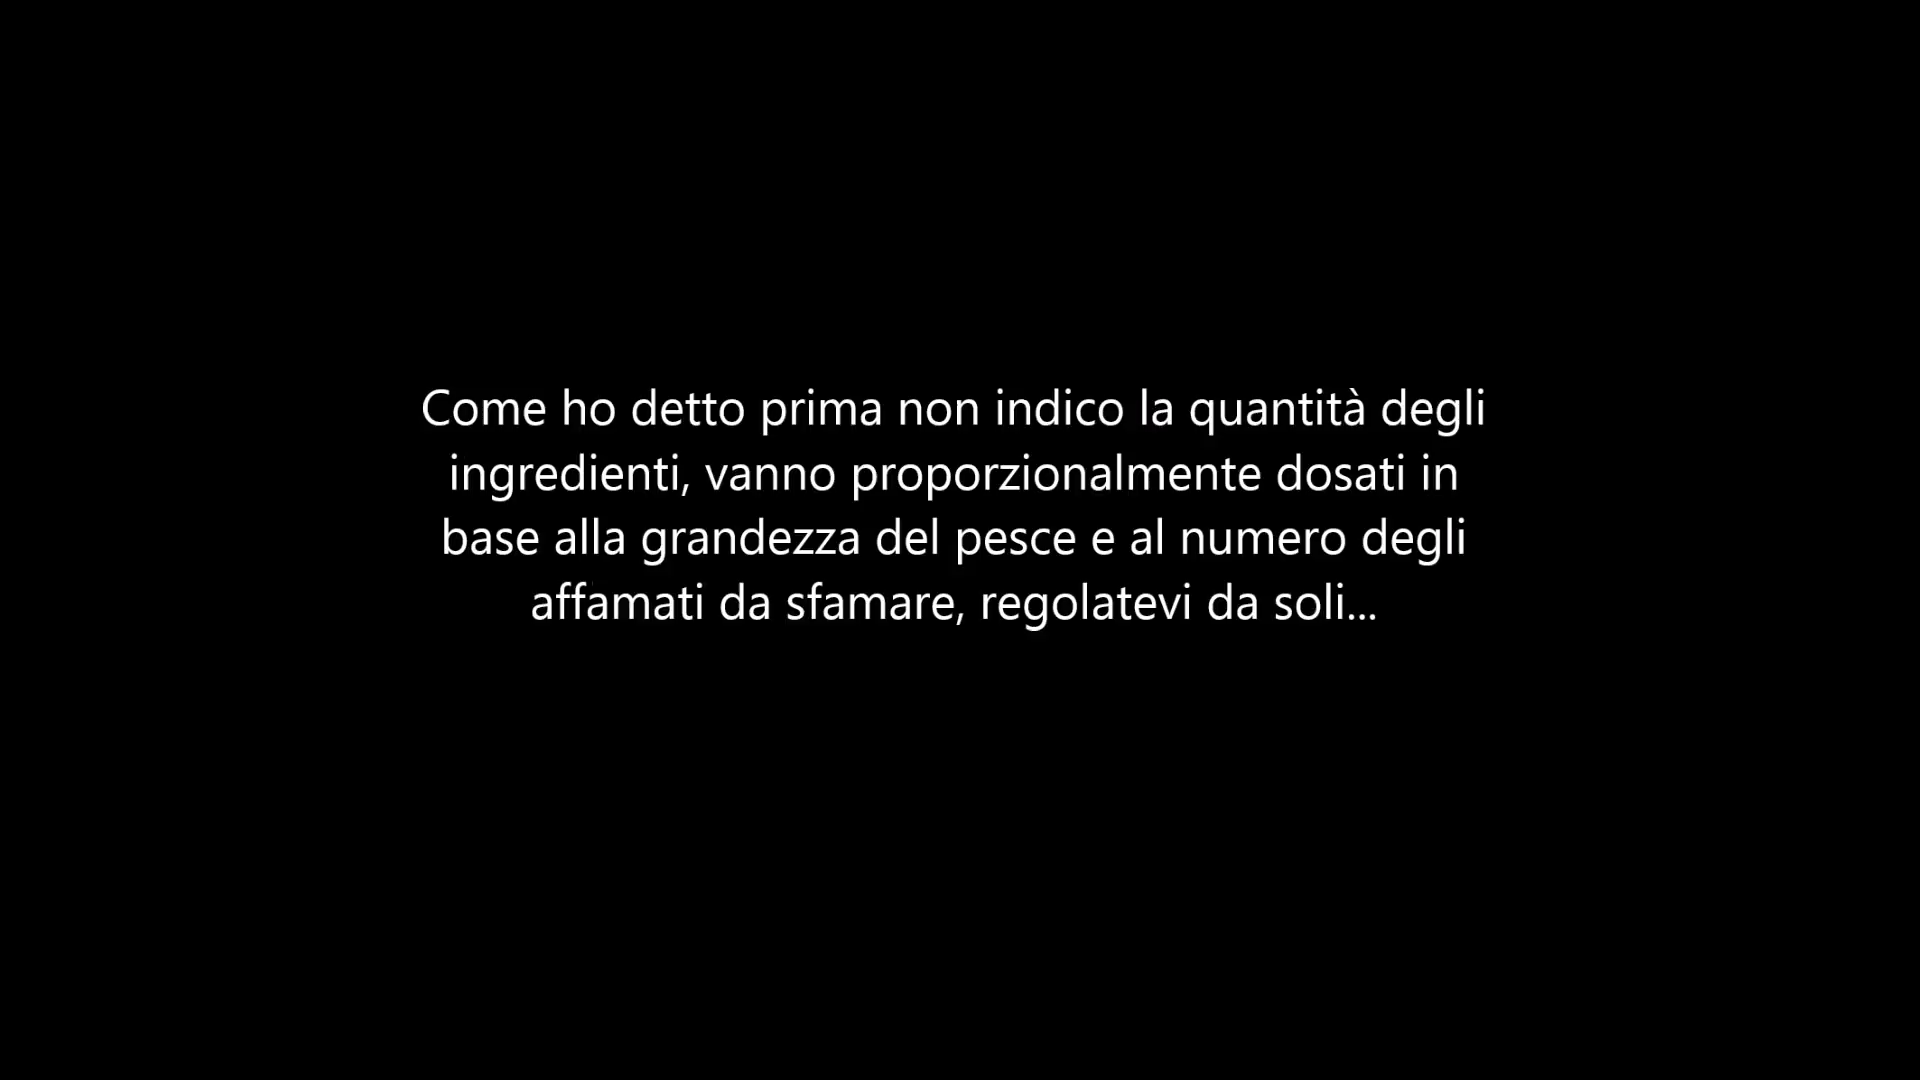 Come ho detto prima non indico la quantità degli
ingredienti, vanno proporzionalmente dosati in
base alla grandezza del pesce e al numero degli
affamati da sfamare, regolatevi da soli...